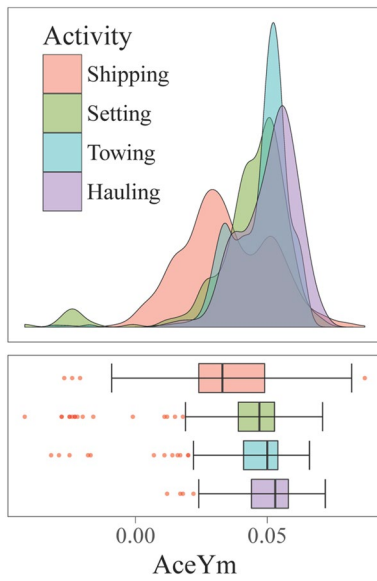 Activity
Shipping
Setting
Towing
Hauling
0.00 0.05
AceYm